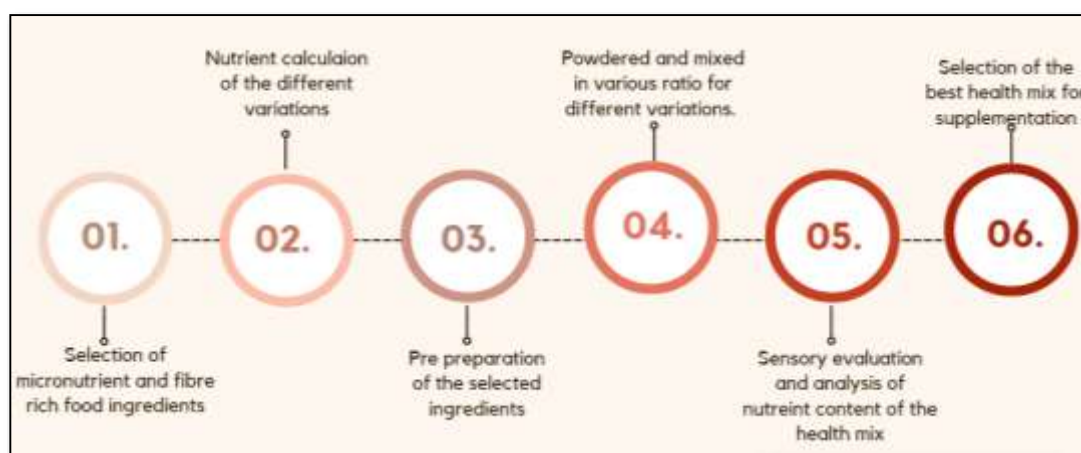 01.
Selection of
micronutrient and fibre
rich food ingredients
Nutrient calculaion
of the different
variations
02.
03.
Pre preparation
of the selected
ingredients
Powdered and mixed
in various ratio for
different variations.
04.
05.
Sensory evaluation
and analysis of
nutreint content of the
health mix
Selection of the
best health mix for
supplementation
06.